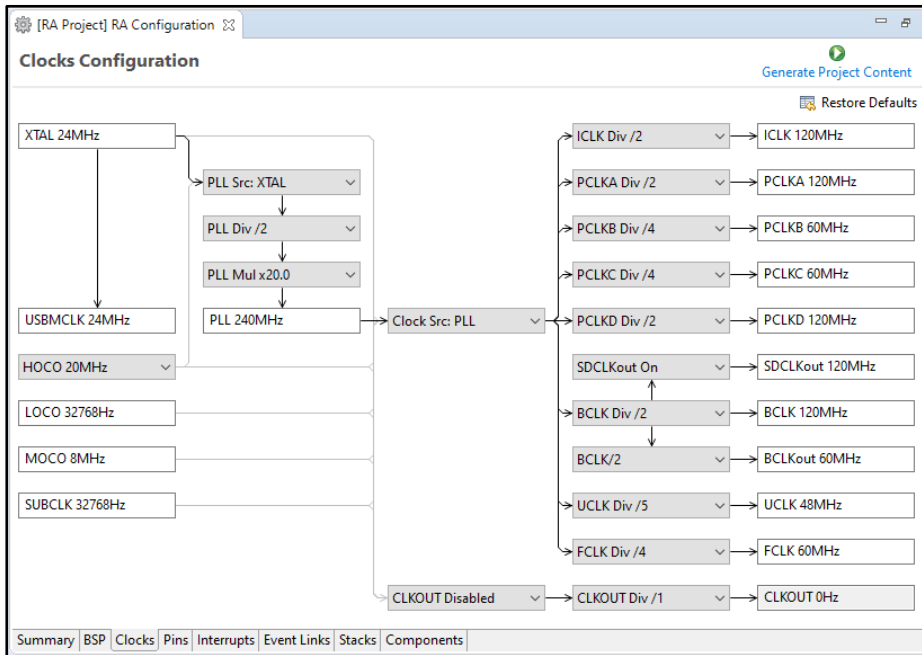 [RA Project] RA Configuration
Clocks Configuration
Generate Project Content
Restore Defaults
XTAL 24MHz
ICLK Div /2
ICLK 120MHz
PLL Src: XTAL
PCLKA Div /2
PCLKA 120MHz
PLL Div /2
PCLKB Div /4
PCLKB 60MHz
PLL Mul x20.0
PCLKC Div /4
PCLKC 60MHz
USBMCLK 24MHz
PLL 240MHz
Clock Src: PLL
PCLKD Div /2
PCLKD 120MHz
HOCO 20MHz
SDCLKout On
SDCLKout 120MHz
LOCO 32768Hz
BCLK Div /2
BCLK 120MHz
MOCO 8MHz
BCLK/2
BCLKout 60MHz
SUBCLK 32768Hz
UCLK Div /5
UCLK 48MHz
FCLK Div /4
FCLK 60MHz
CLKOUT Disabled
CLKOUT Div /1
CLKOUT 0Hz
Summary BSP Clocks Pins Interrupts Event Links Stacks Components